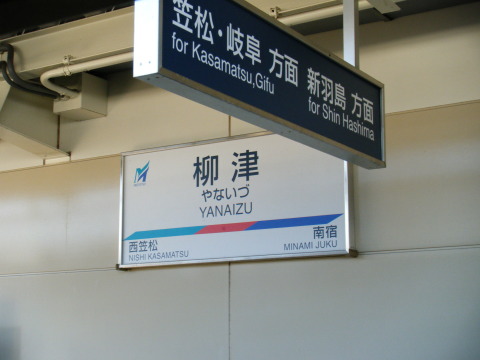 笠松・岐阜 方面
for Kasamatsu,Gifu
新羽島 方面
for Shin Hashima
柳津
やないづ
YANAIZU
西笠松
NISHI KASAMATSU
南宿
MINAMI JUKU